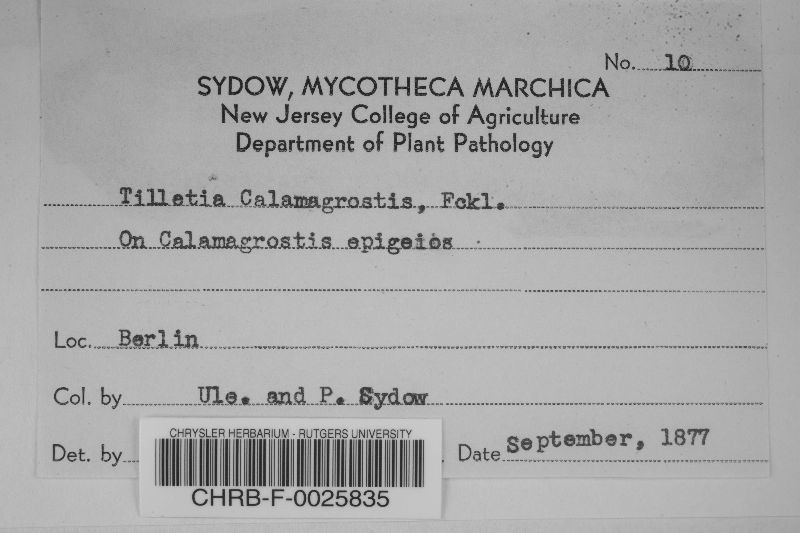 No. 10
SYDOW, MYCOTHECA MARCHICA
New Jersey College of Agriculture
Department of Plant Pathology
Tilletia Calamagrostis, Fckl.
On Calamagrostis epigeios
Loc. Berlin
Col. by Ule. and P. Sydow
Det. by
Date September, 1877
CHRYSLER HERBARIUM - RUTGERS UNIVERSITY
CHRB-F-0025835